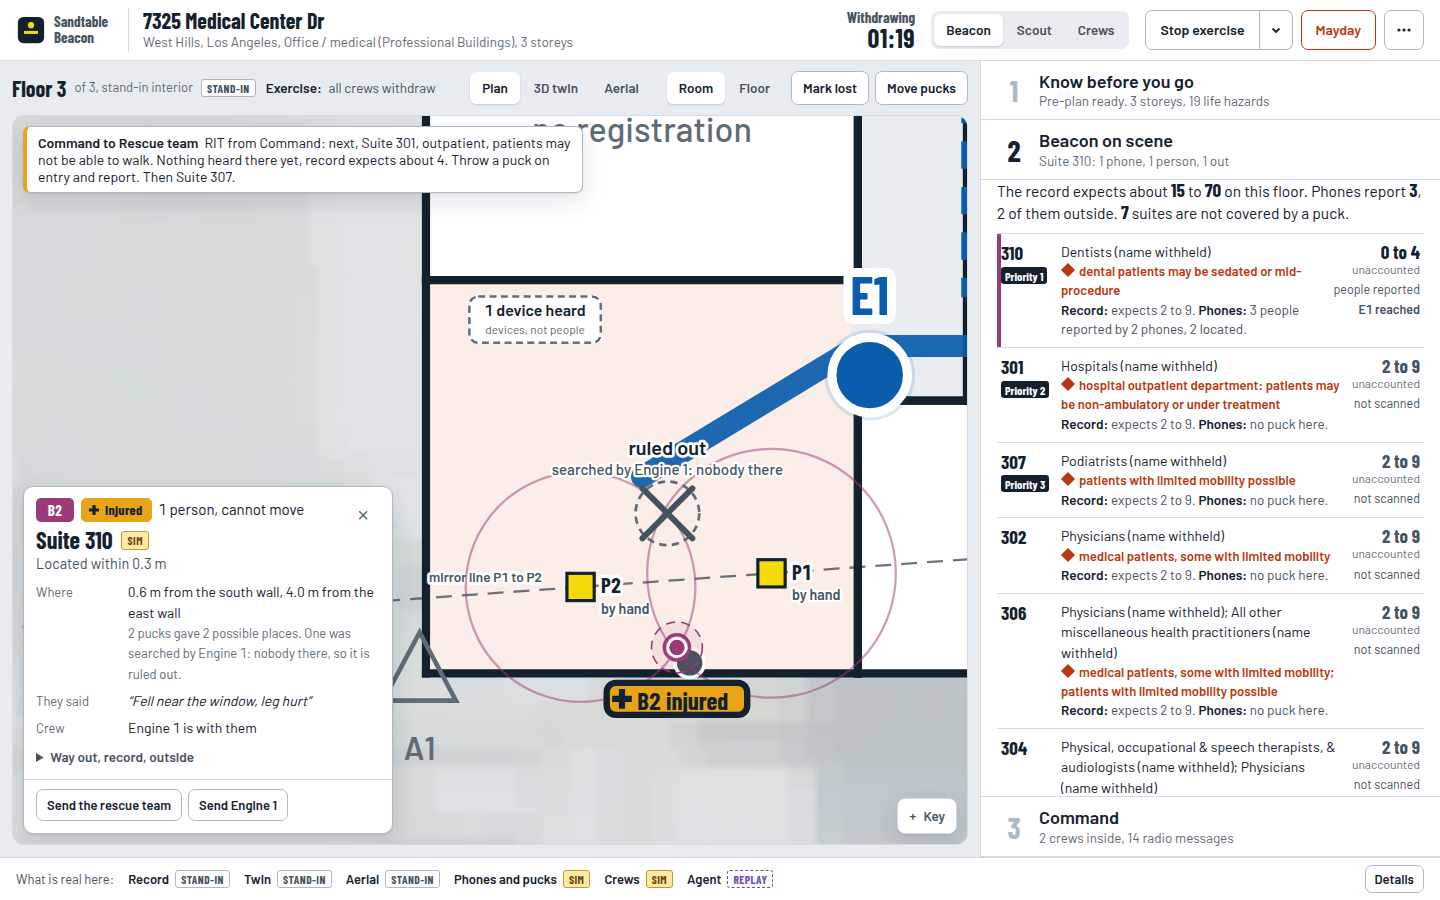 Sandtable
Beacon
7325 Medical Center Dr
West Hills, Los Angeles, Office / medical (Professional Buildings), 3 storeys
Withdrawing
01:19
Beacon
Scout
Crews
Stop exercise
Mayday
Floor 3
of 3, stand-in interior
STAND-IN
Exercise: all crews withdraw
Plan
3D twin
Aerial
Room
Floor
Mark lost
Move pucks
registration
Command to Rescue team RIT from Command: next, Suite 301, outpatient, patients may
not be able to walk. Nothing heard there yet, record expects about 4. Throw a puck on
entry and report. Then Suite 307.
1 device heard
devices, not people
E1
ruled out
searched by Engine 1: nobody there
mirror line P1 to P2
P2
by hand
P1
by hand
B2 injured
A1
B2
Injured
1 person, cannot move
×
Suite 310
SIM
Located within 0.3 m
Where
0.6 m from the south wall, 4.0 m from the
east wall
2 pucks gave 2 possible places. One was
searched by Engine 1: nobody there, so it is
ruled out.
They said
“Fell near the window, leg hurt”
Crew
Engine 1 is with them
Way out, record, outside
Send the rescue team
Send Engine 1
+ Key
1
Know before you go
Pre-plan ready. 3 storeys, 19 life hazards
2
Beacon on scene
Suite 310: 1 phone, 1 person, 1 out
The record expects about 15 to 70 on this floor. Phones report 3,
2 of them outside. 7 suites are not covered by a puck.
310
Priority 1
Dentists (name withheld)
dental patients may be sedated or mid-
procedure
Record: expects 2 to 9. Phones: 3 people
reported by 2 phones, 2 located.
0 to 4
unaccounted
people reported
E1 reached
301
Priority 2
Hospitals (name withheld)
hospital outpatient department: patients may
be non-ambulatory or under treatment
Record: expects 2 to 9. Phones: no puck here.
2 to 9
unaccounted
not scanned
307
Priority 3
Podiatrists (name withheld)
patients with limited mobility possible
Record: expects 2 to 9. Phones: no puck here.
2 to 9
unaccounted
not scanned
302
Physicians (name withheld)
medical patients, some with limited mobility
Record: expects 2 to 9. Phones: no puck here.
2 to 9
unaccounted
not scanned
306
Physicians (name withheld); All other
miscellaneous health practitioners (name
withheld)
medical patients, some with limited mobility;
patients with limited mobility possible
Record: expects 2 to 9. Phones: no puck here.
2 to 9
unaccounted
not scanned
304
Physical, occupational & speech therapists, &
audiologists (name withheld); Physicians
(name withheld)
2 to 9
unaccounted
not scanned
3
Command
2 crews inside, 14 radio messages
What is real here:
Record STAND-IN
Twin STAND-IN
Aerial STAND-IN
Phones and pucks SIM
Crews SIM
Agent REPLAY
Details